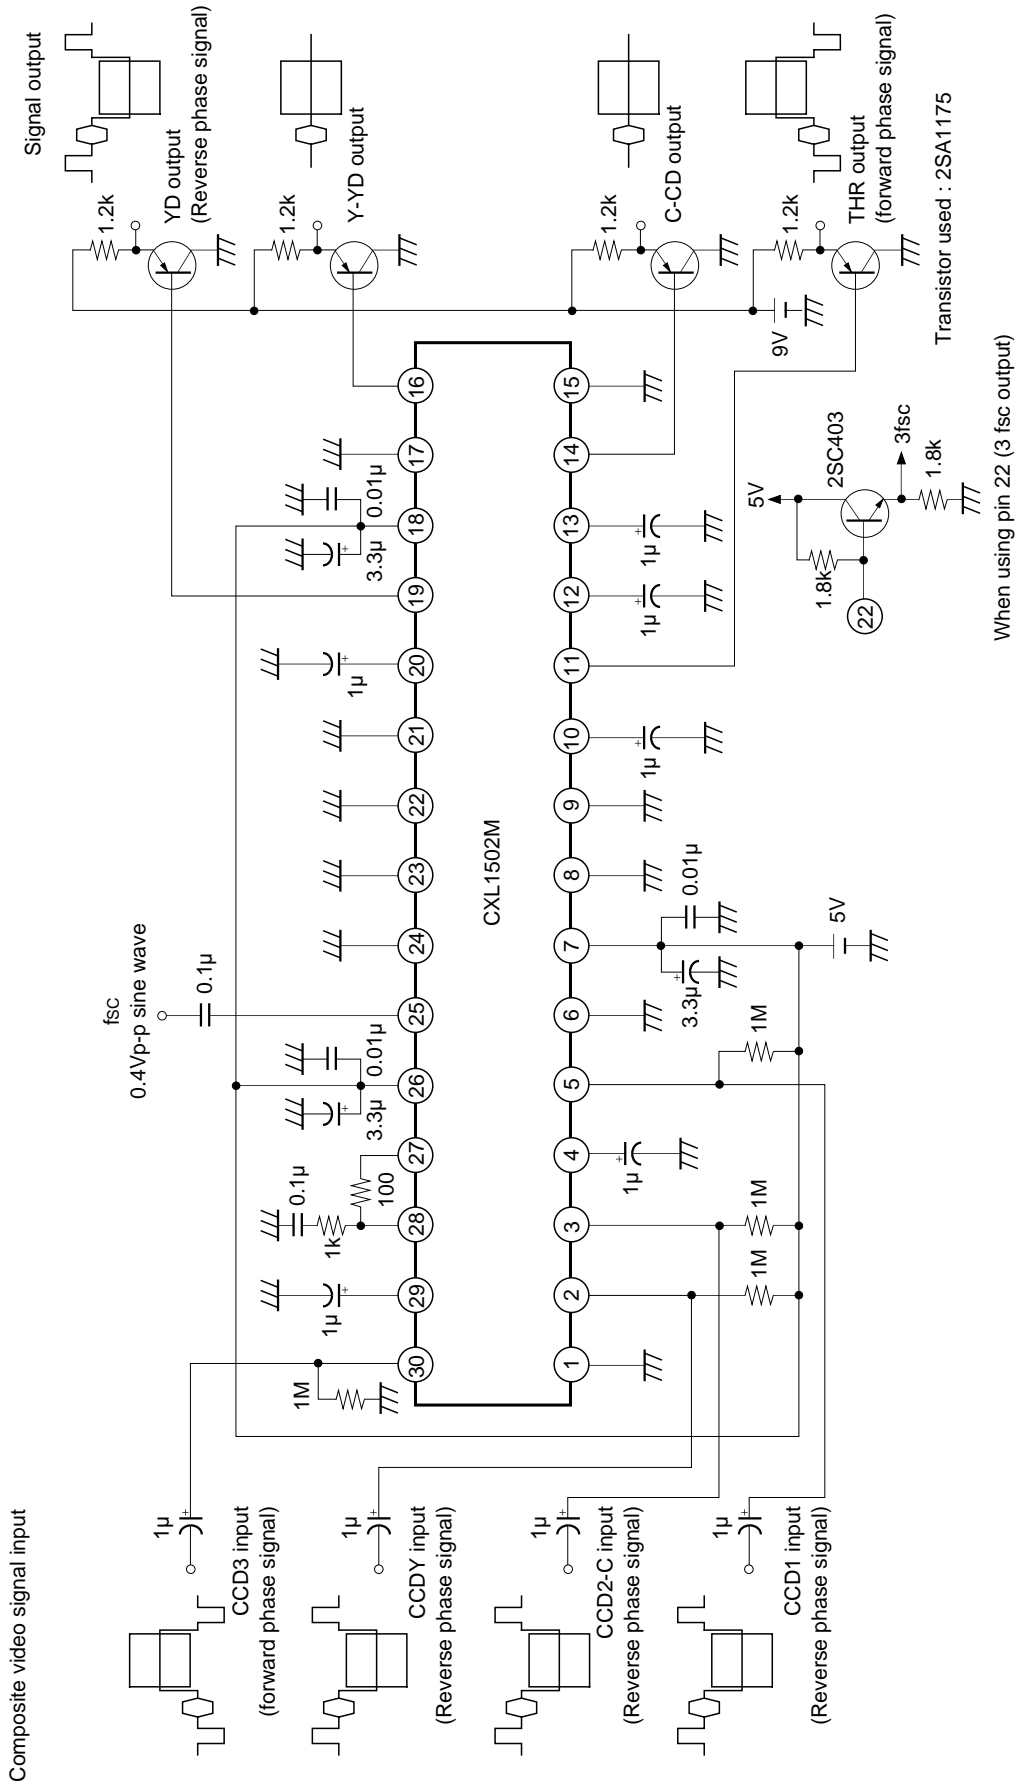 Composite video signal input
Signal output
1µ
CCD3 input
(forward phase signal)
1µ
CCDY input
(Reverse phase signal)
1µ
CCD2-C input
(Reverse phase signal)
1µ
CCD1 input
(Reverse phase signal)
fsc
0.4Vp-p sine wave
0.1µ
1M
1µ
0.1µ
1k
100
3.3µ
0.01µ
1µ
3.3µ
0.01µ
30
29
28
27
26
25
24
23
22
21
20
19
18
17
16
CXL1502M
1
2
3
4
5
6
7
8
9
10
11
12
13
14
15
1M
1M
1µ
1M
3.3µ
0.01µ
5V
1µ
1µ
1µ
9V
1.2k
YD output
(Reverse phase signal)
1.2k
Y-YD output
1.2k
C-CD output
1.2k
THR output
(forward phase signal)
Transistor used : 2SA1175
5V
1.8k
2SC403
22
3fsc
1.8k
When using pin 22 (3 fsc output)